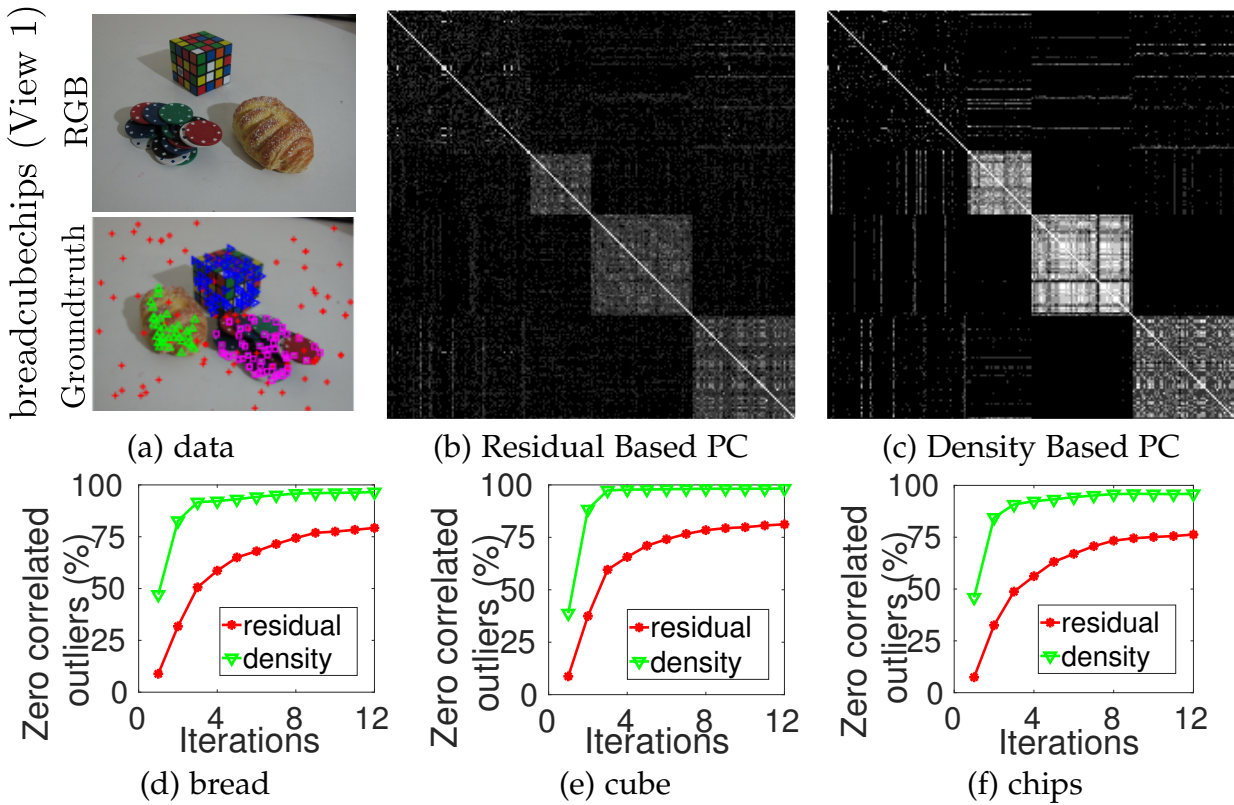 breadcubechips (View 1)
RGB
Groundtruth
(a) data
(b) Residual Based PC
(c) Density Based PC
Zero correlated
outliers (%)
100
75
50
25
0
0
4
8
12
residual
density
Iterations
(d) bread
Zero correlated
outliers (%)
100
75
50
25
0
0
4
8
12
residual
density
Iterations
(e) cube
Zero correlated
outliers (%)
100
75
50
25
0
0
4
8
12
residual
density
Iterations
(f) chips